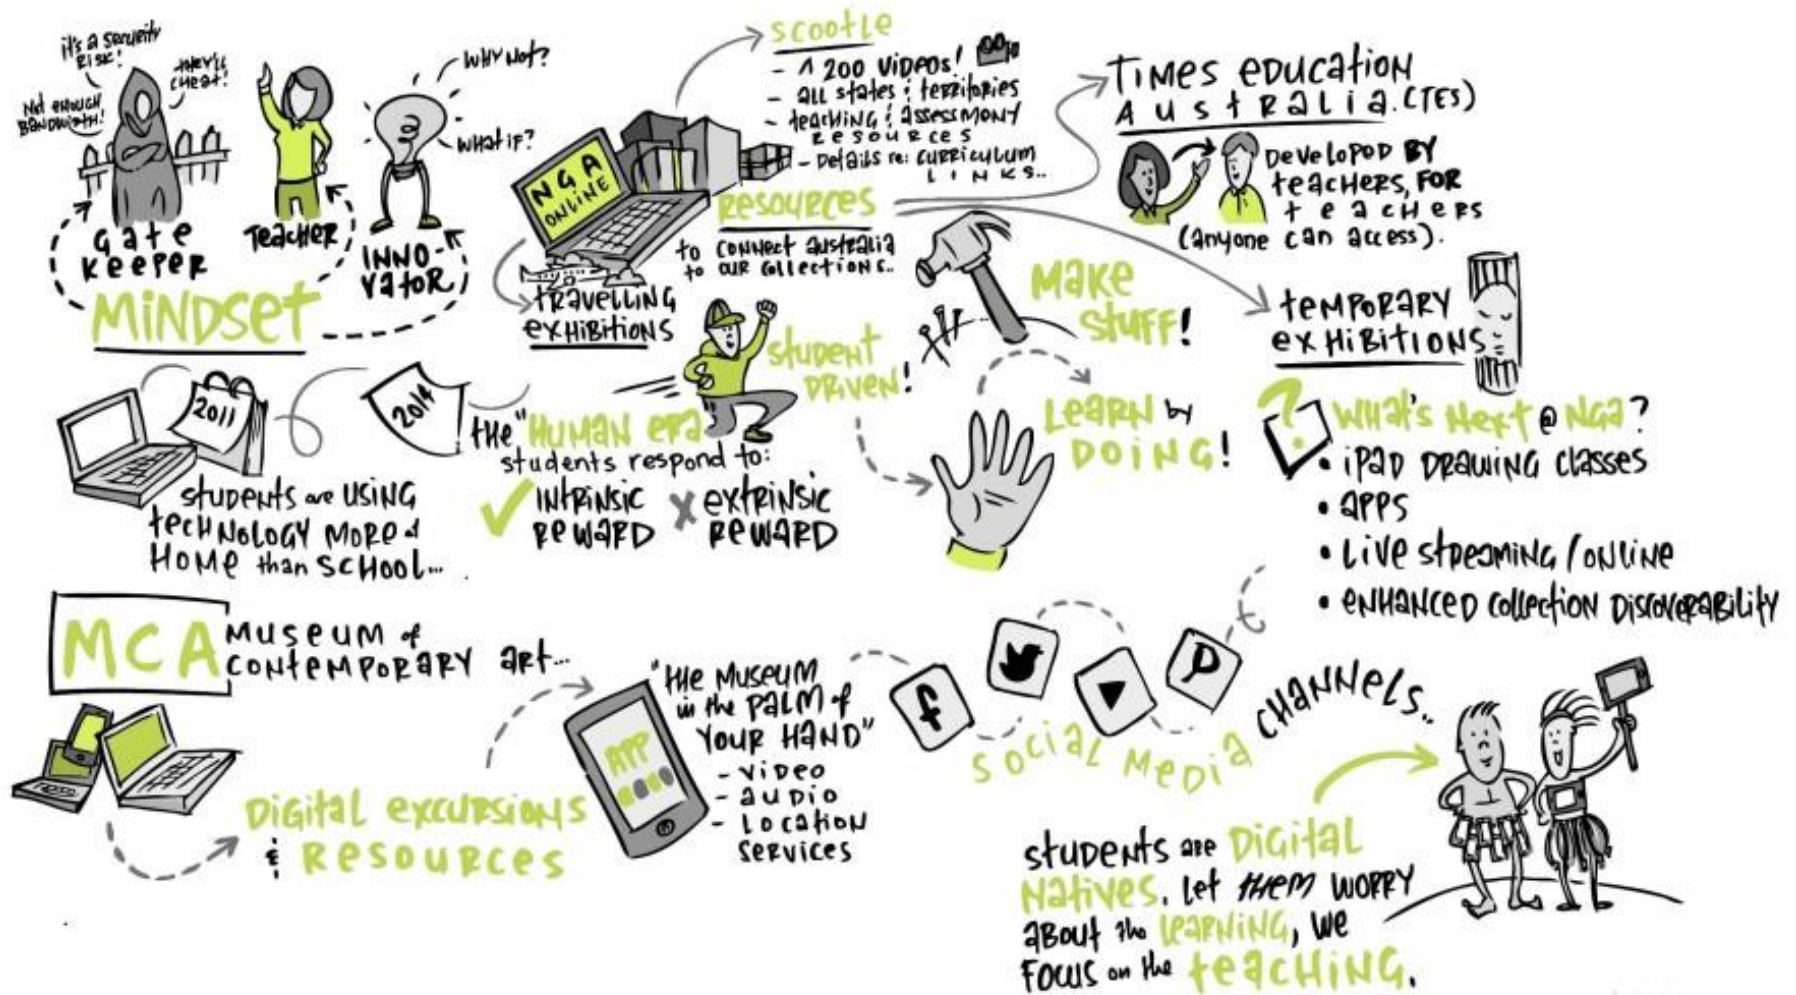 it's a security
risk!
they'll
cheat!
Not enough
Bandwidth!
Gate
Keeper
Teacher
INNO-
vator
WHY Not?
What if?
MINDSet
NGA
ONLINE
Scootle
- 1200 Videos!
- all states & territories
- teaching & assessmont
resources
- Details re: curriculum
links..
Resources
to connect australia
to our collections..
travelling
exhibitions
Times education
Australia. (TES)
Developed BY
teachers, FOR
teachers
(anyone can access).
temporary
exhibitions
Make
Stuff!
Student
Driven!
Learn by
Doing!
2011
2014
Students are using
technology more @
Home than School...
the "Human era
students respond to:
intrinsic
reward
extrinsic
reward
?
What's Next @ NGa?
• iPad Drawing classes
• apps
• Live streaming / online
• enhanced collection Discoverability
MCA Museum of
contemporary art...
Digital excursions
& Resources
APP
"the Museum
in the palm of
your Hand"
- Video
- audio
- location
services
f
Social Media
Channels..
students are Digital
Natives. Let them worry
about the Learning, we
Focus on the teaching.